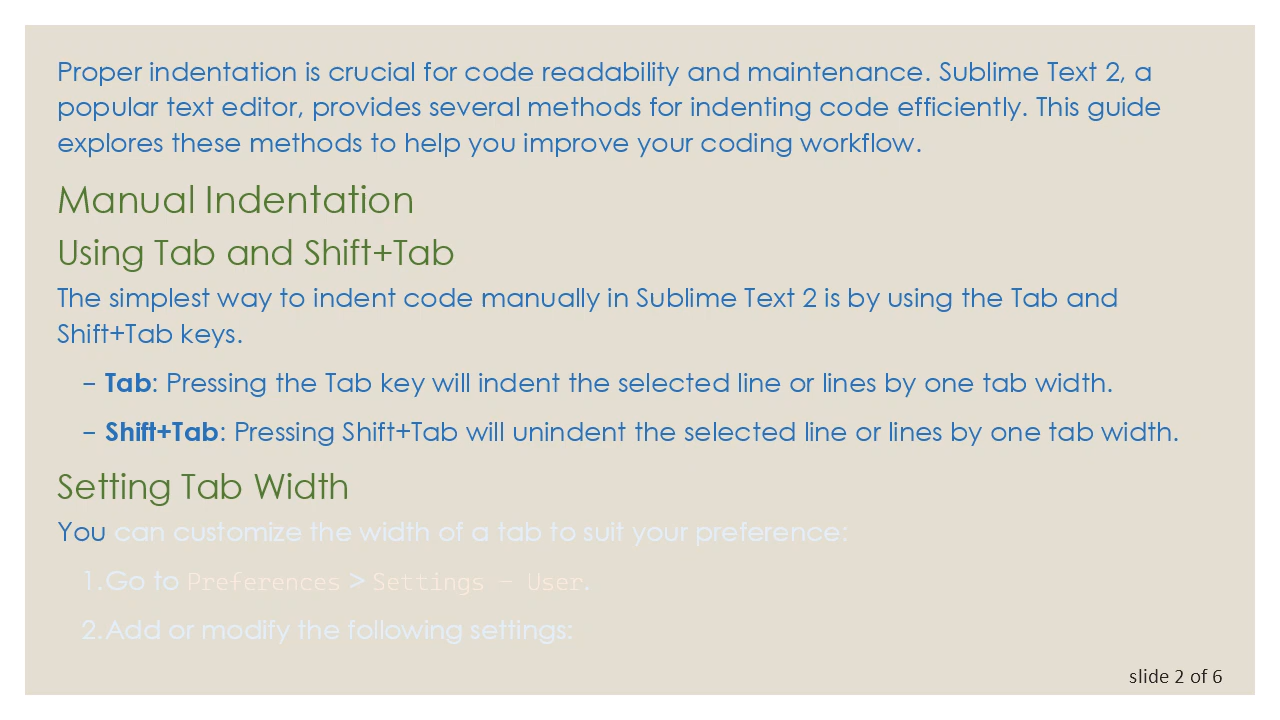 Proper indentation is crucial for code readability and maintenance. Sublime Text 2, a
popular text editor, provides several methods for indenting code efficiently. This guide
explores these methods to help you improve your coding workflow.
Manual Indentation
Using Tab and Shift+Tab
The simplest way to indent code manually in Sublime Text 2 is by using the Tab and
Shift+Tab keys.
– Tab: Pressing the Tab key will indent the selected line or lines by one tab width.
– Shift+Tab: Pressing Shift+Tab will unindent the selected line or lines by one tab width.
Setting Tab Width
You can customize the width of a tab to suit your preference:
1. Go to Preferences > Settings – User.
2. Add or modify the following settings:
slide 2 of 6